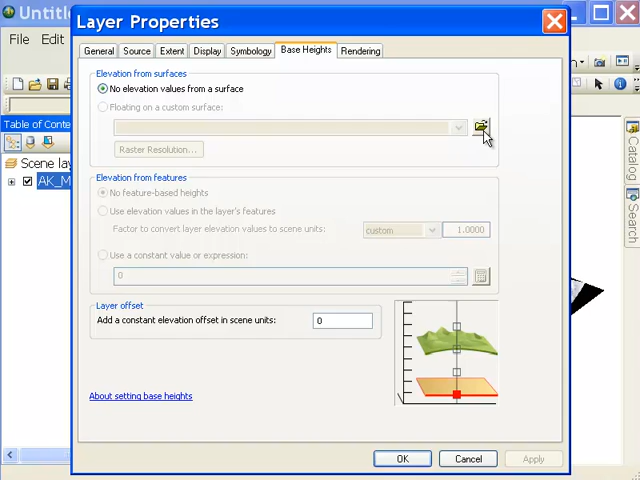 Untitl
Layer Properties
File Edit
General Source Extent Display Symbology Base Heights Rendering
Elevation from surfaces
No elevation values from a surface
Floating on a custom surface:
Raster Resolution...
Table of Cont
Scene lay
AK_M
Elevation from features
No feature-based heights
Use elevation values in the layer's features
Factor to convert layer elevation values to scene units: custom 1.0000
Use a constant value or expression:
0
Layer offset
Add a constant elevation offset in scene units: 0
About setting base heights
OK Cancel Apply
Catalog
Search